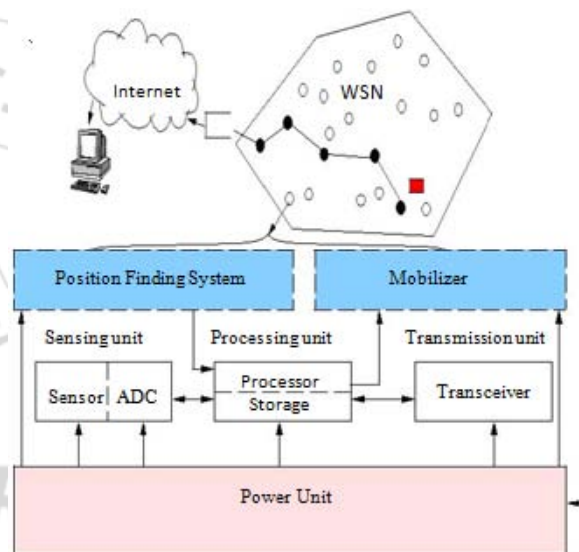 Internet
WSN
Position Finding System
Mobilizer
Sensing unit
Processing unit
Transmission unit
Sensor
ADC
Processor
Storage
Transceiver
Power Unit